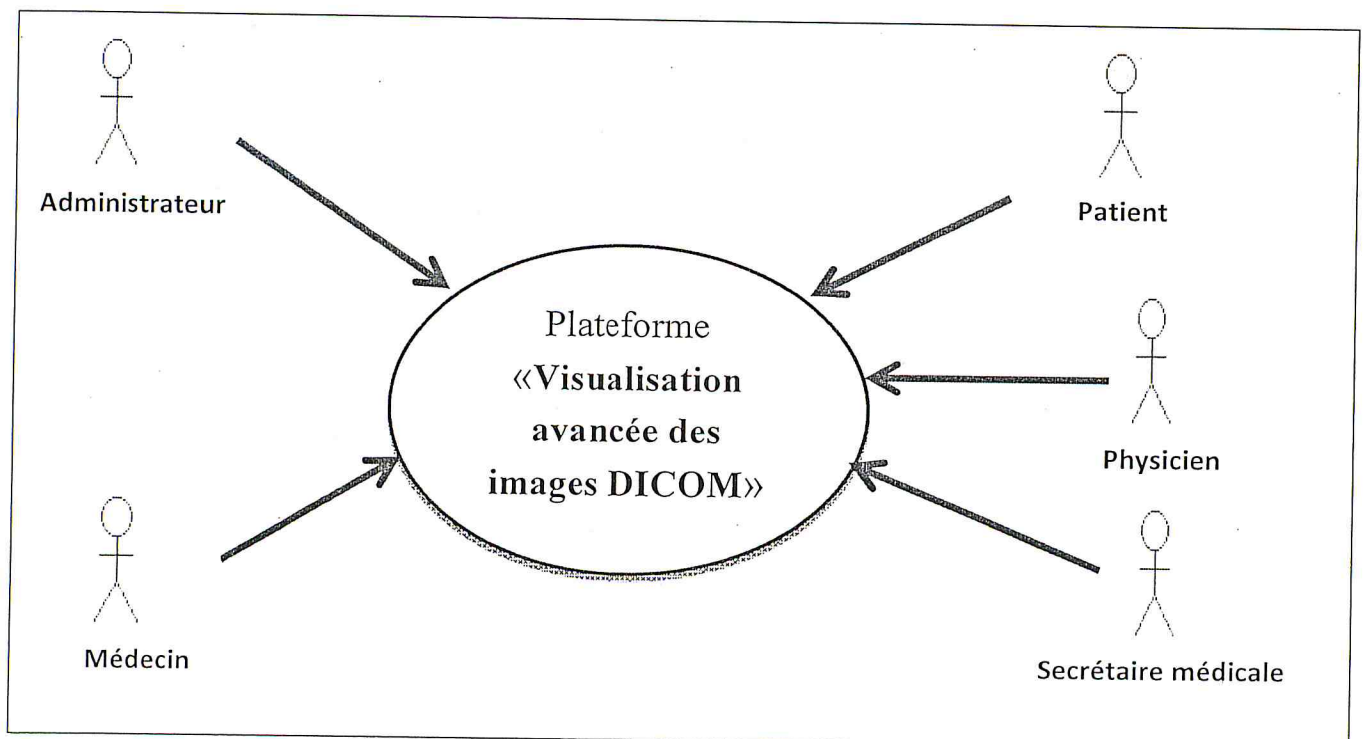 Administrateur
Patient
Plateforme
«Visualisation
avancée des
images DICOM»
Physicien
Médecin
Secrétaire médicale